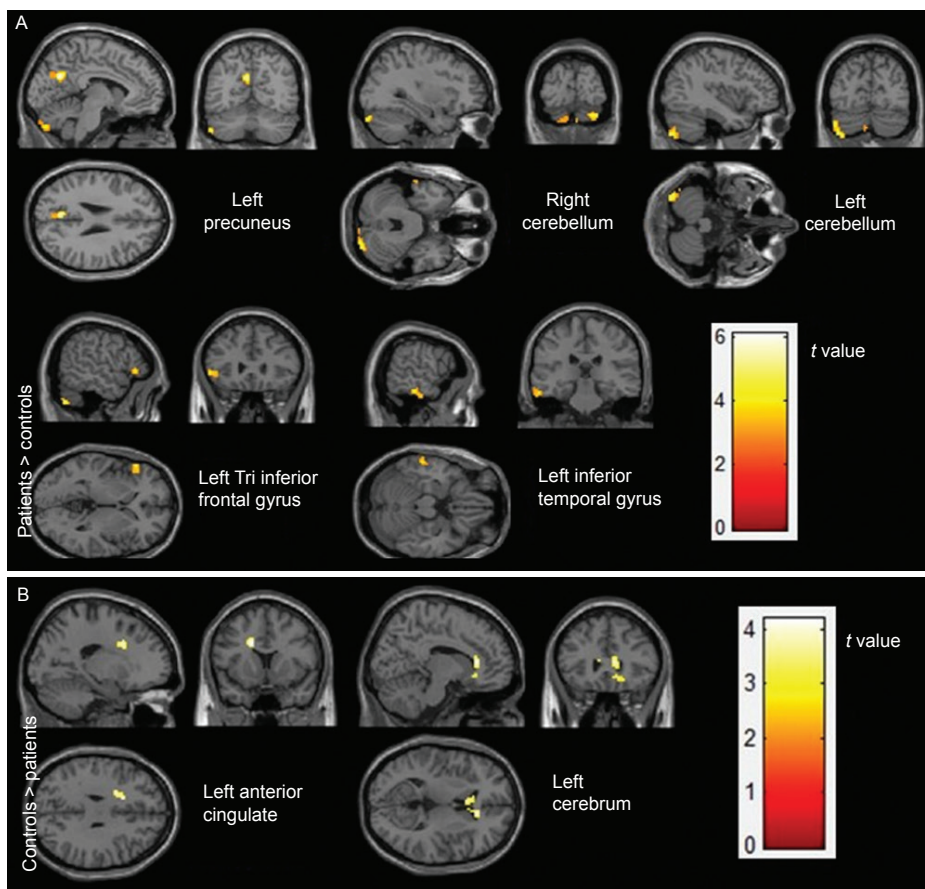 A
Left
precuneus
Right
cerebellum
Left
cerebellum
Patients > controls
Left Tri inferior
frontal gyrus
Left inferior
temporal gyrus
6
4
2
0
t value
B
Controls > patients
Left anterior
cingulate
Left
cerebrum
4
3
2
1
0
t value